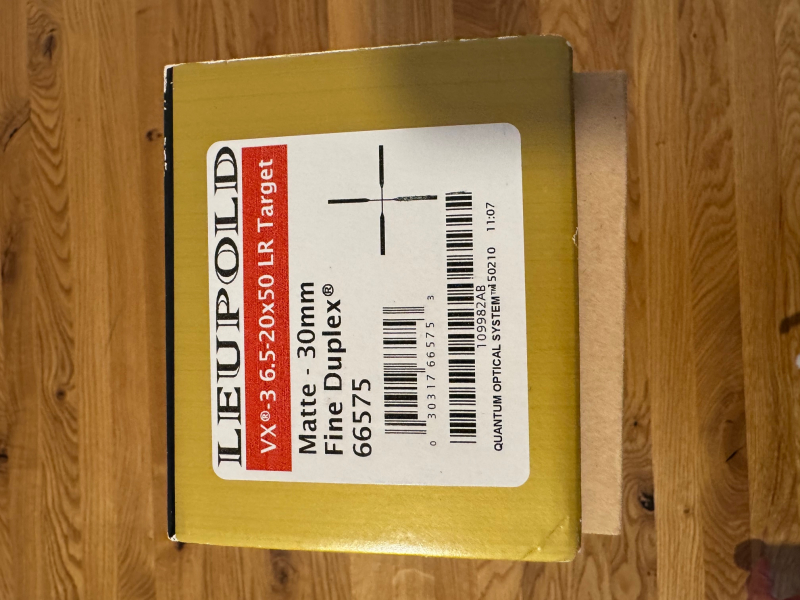 LEUPOLD
VX®-3 6.5-20x50 LR Target
Matte - 30mm
Fine Duplex®
66575
0 30317 66575 3
109982AB
QUANTUM OPTICAL SYSTEM™ 50210 11:07